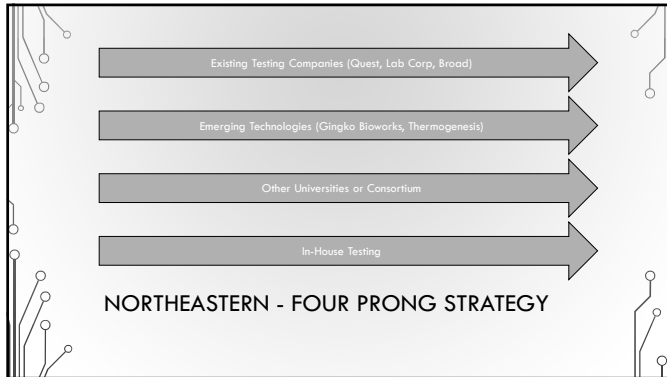 Existing Testing Companies (Quest, Lab Corp, Broad)
Emerging Technologies (Gingko Bioworks, Thermogenesis)
Other Universities or Consortium
In-House Testing
NORTHEASTERN - FOUR PRONG STRATEGY